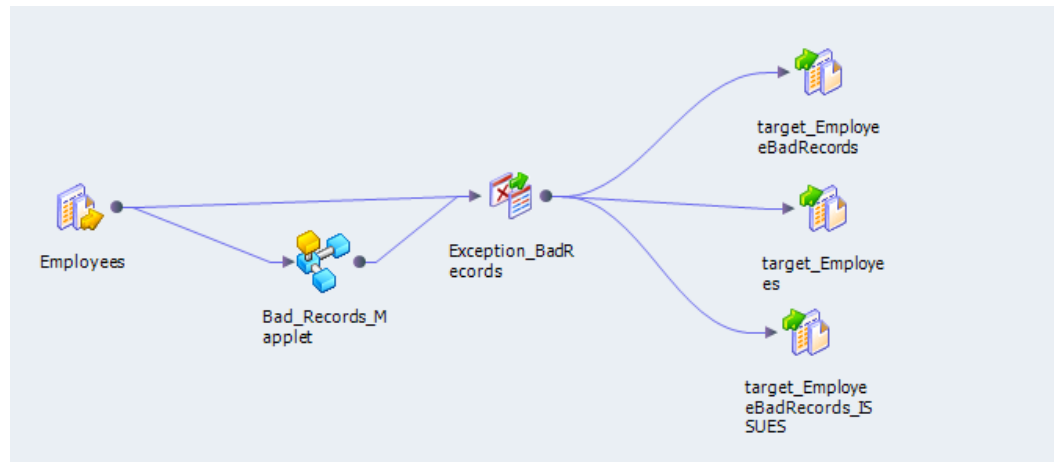 Employees
Bad_Records_M
applet
Exception_BadR
ecords
target_Employe
eBadRecords
target_Employe
es
target_Employe
eBadRecords_IS
SUES